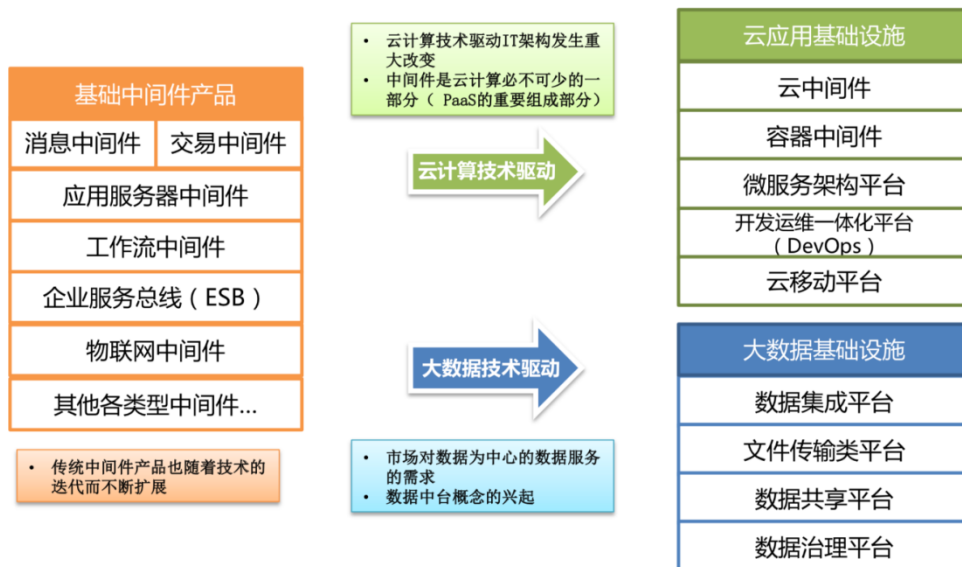 基础中间件产品
消息中间件
交易中间件
应用服务器中间件
工作流中间件
企业服务总线（ESB）
物联网中间件
其他各类型中间件...
• 传统中间件产品也随着技术的
迭代而不断扩展
• 云计算技术驱动IT架构发生重
大改变
• 中间件是云计算必不可少的一
部分（ PaaS的重要组成部分）
云计算技术驱动
大数据技术驱动
• 市场对数据为中心的数据服务
的需求
• 数据中台概念的兴起
云应用基础设施
云中间件
容器中间件
微服务架构平台
开发运维一体化平台
（DevOps）
云移动平台
大数据基础设施
数据集成平台
文件传输类平台
数据共享平台
数据治理平台